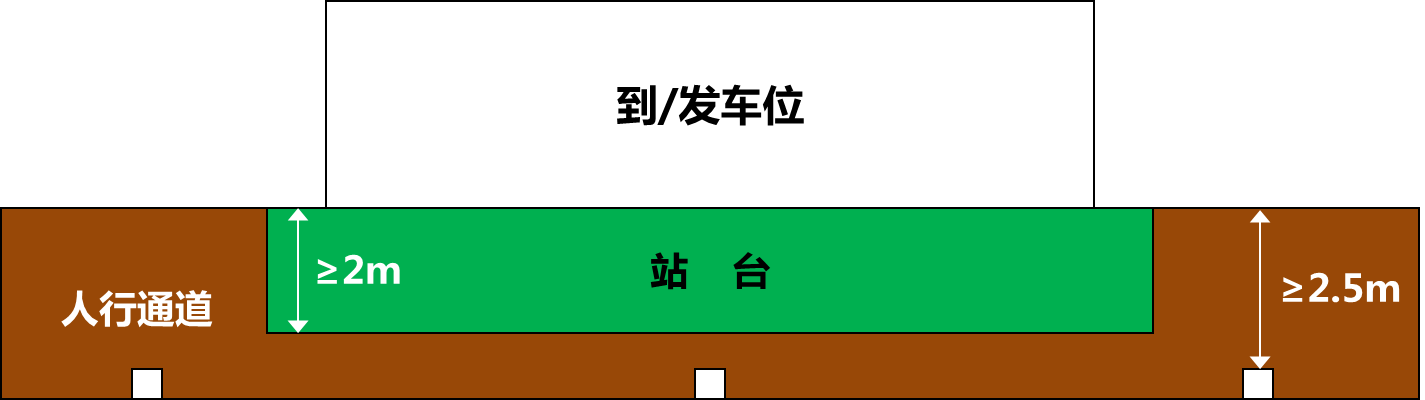 到/发车位
≥2m
站 台
≥2.5m
人行通道